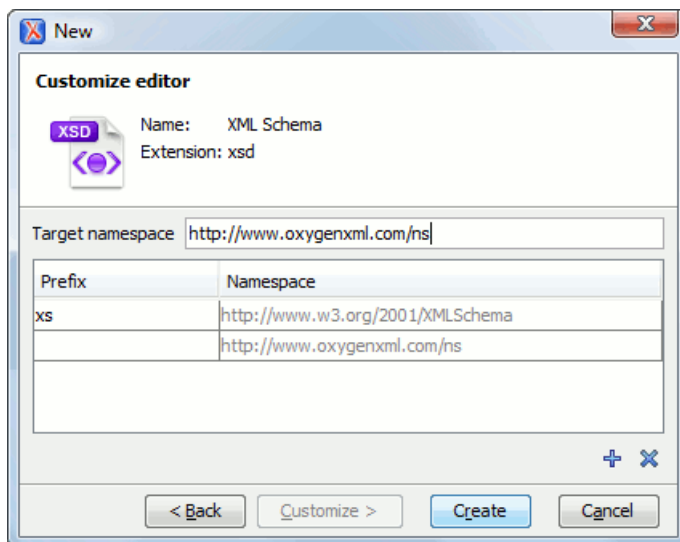 New
Customize editor
XSD
Name: XML Schema
Extension: xsd
Target namespace http://www.oxygenxml.com/ns
Prefix Namespace
xs http://www.w3.org/2001/XMLSchema
http://www.oxygenxml.com/ns
< Back Customize > Create Cancel